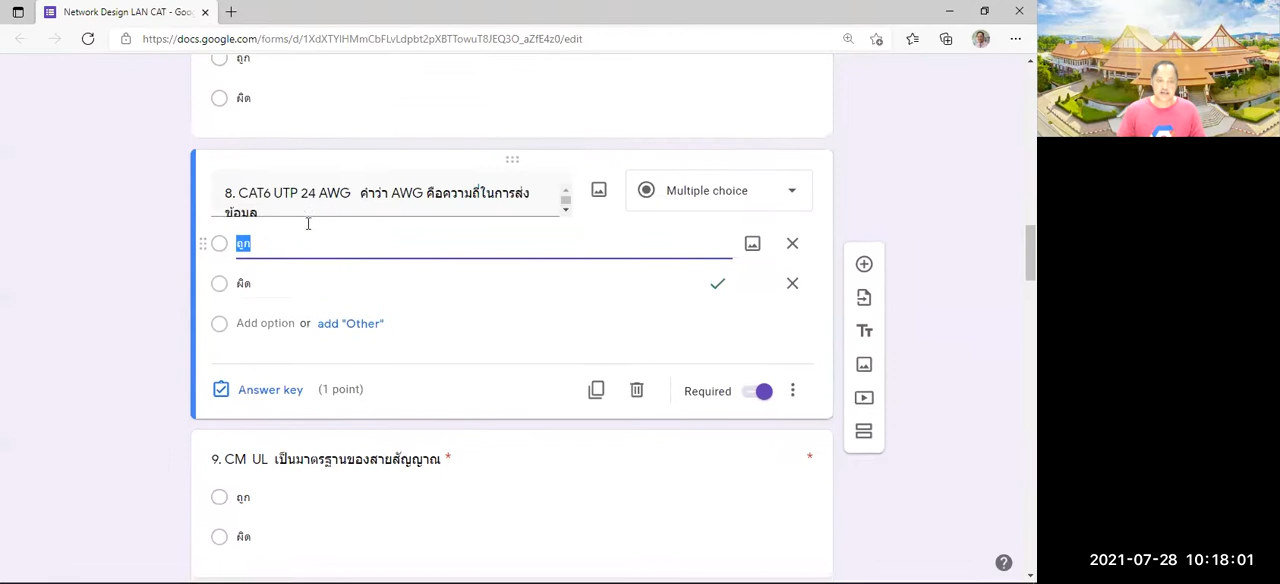 Network Design LAN CAT - Goo
https://docs.google.com/forms/d/1XdXTYIHMmCbFLvLdpbt2pXBTTowuT8JEQ3O_aZfE4z0/edit
ถูก
ผิด
8. CAT6 UTP 24 AWG คำว่า AWG คือความถี่ในการส่ง
ข้อมูล
Multiple choice
ถูก
ผิด
Add option or add "Other"
Answer key (1 point)
Required
9. CM UL เป็นมาตรฐานของสายสัญญาณ *
*
ถูก
ผิด
2021-07-28 10:18:01